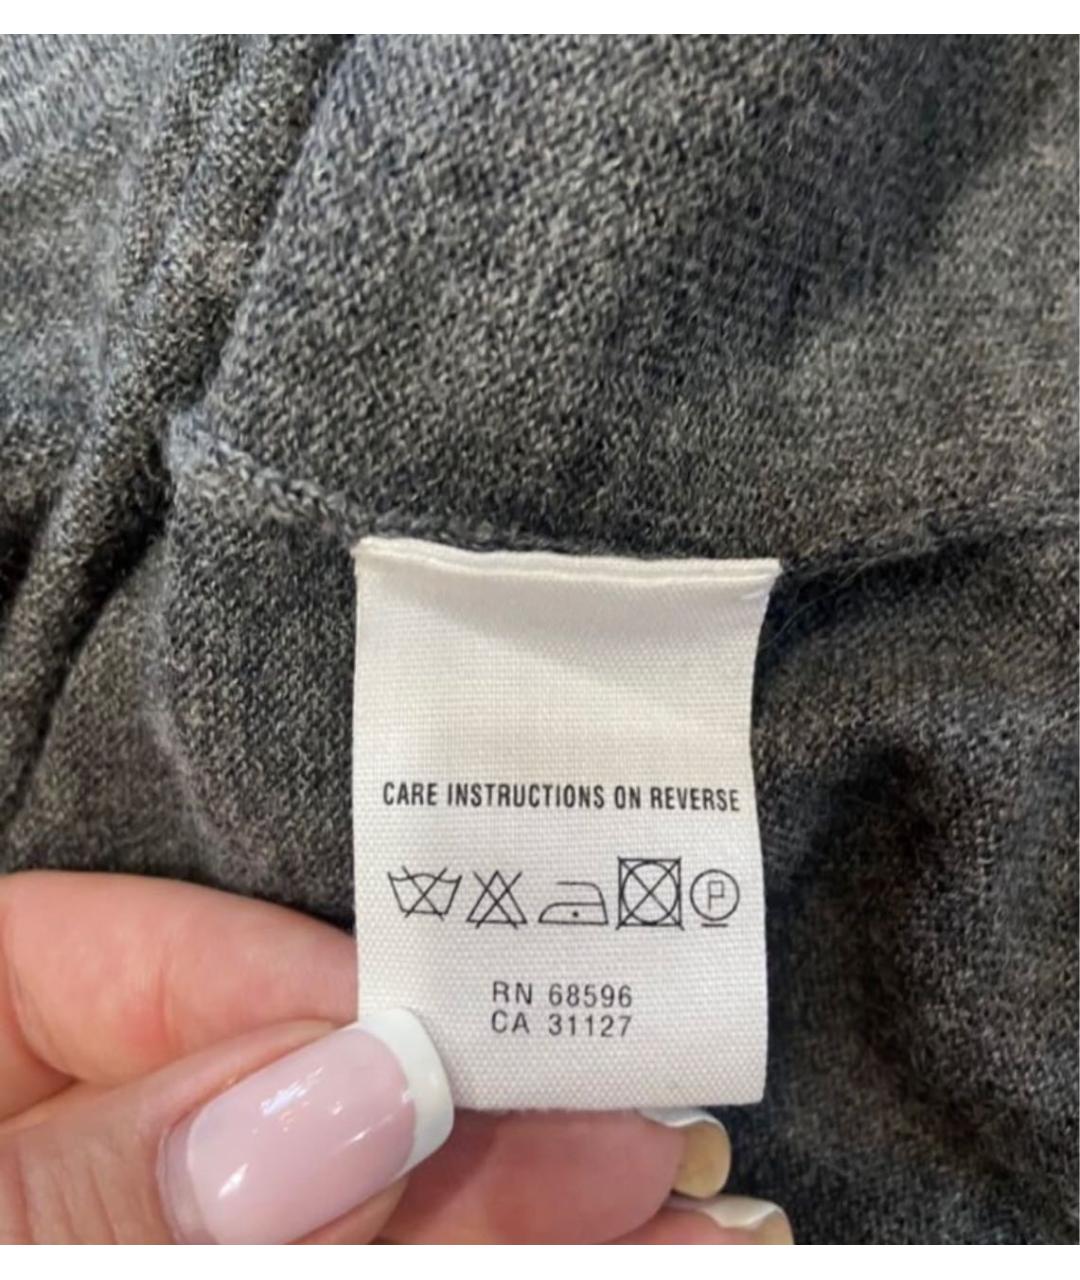 CARE INSTRUCTIONS ON REVERSE
P
RN 68596
CA 31127